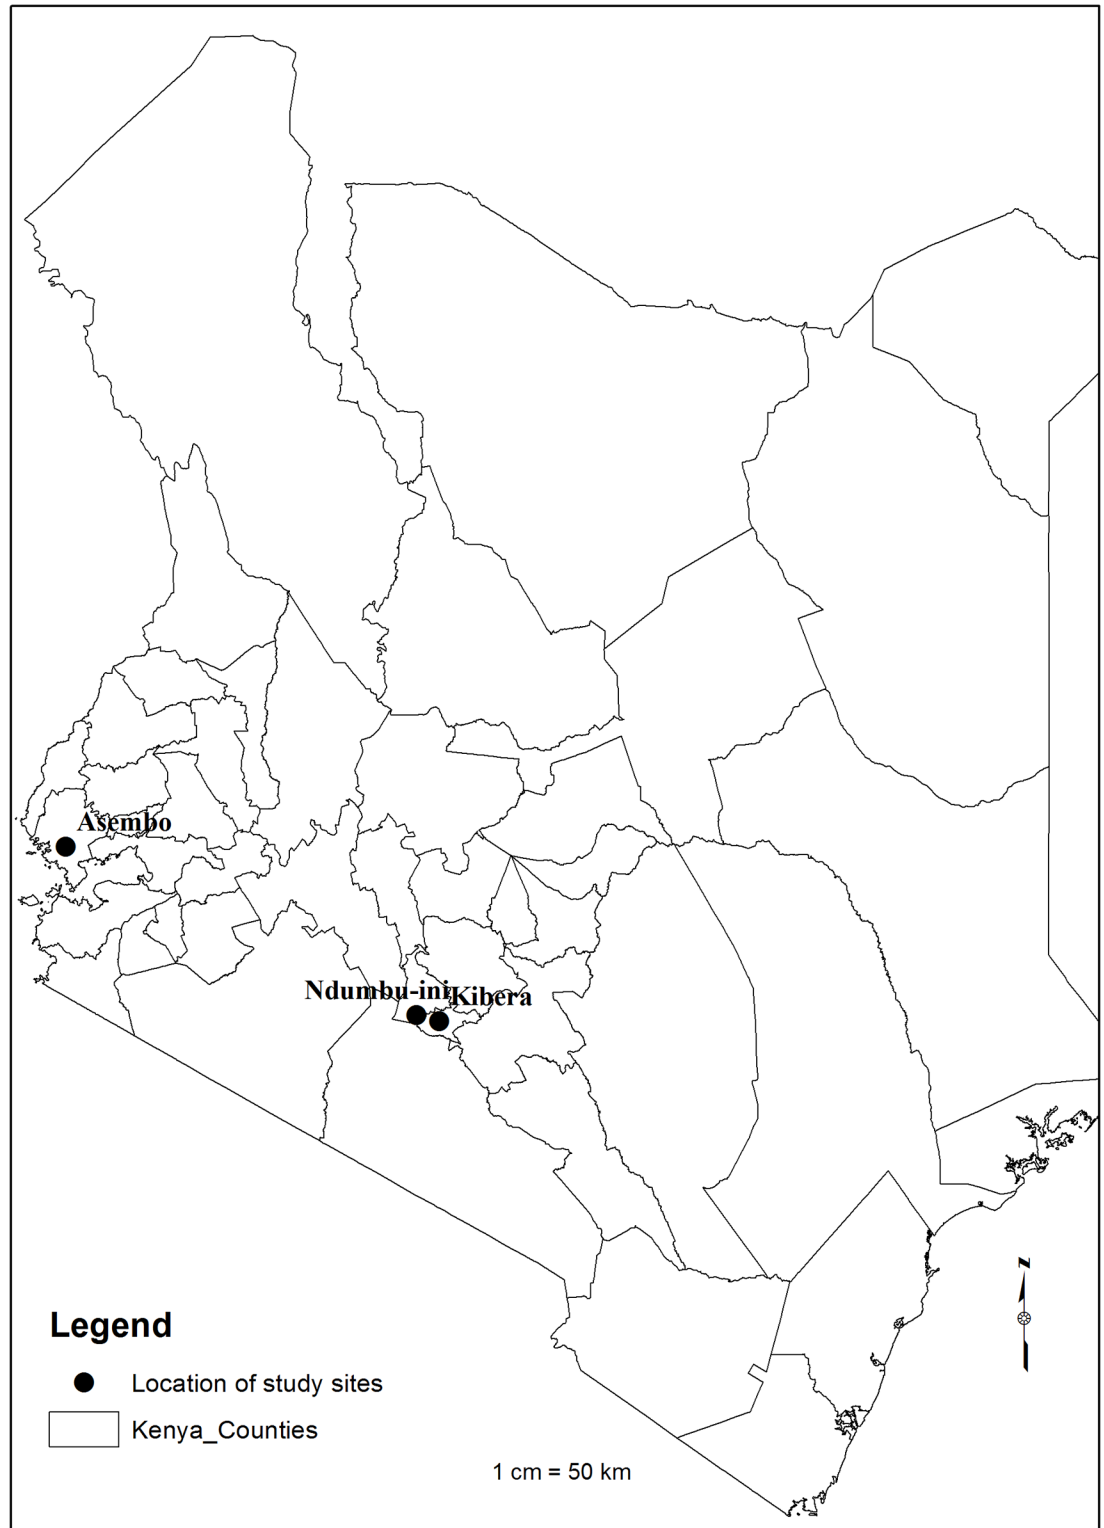 Asembo
Ndumbu-ini
Kibera
N
Legend
Location of study sites
Kenya_Counties
1 cm = 50 km